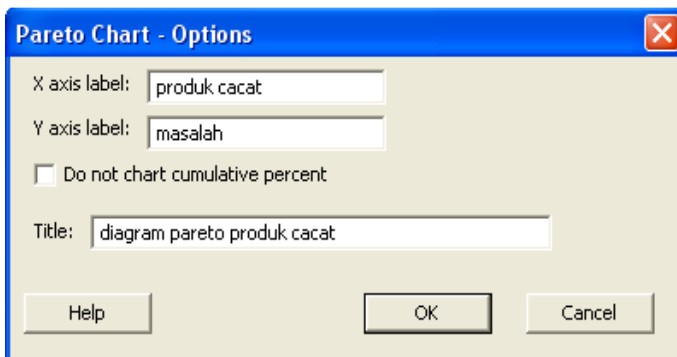 Pareto Chart - Options
X axis label: produk cacat
Y axis label: masalah
Do not chart cumulative percent
Title: diagram pareto produk cacat
Help OK Cancel